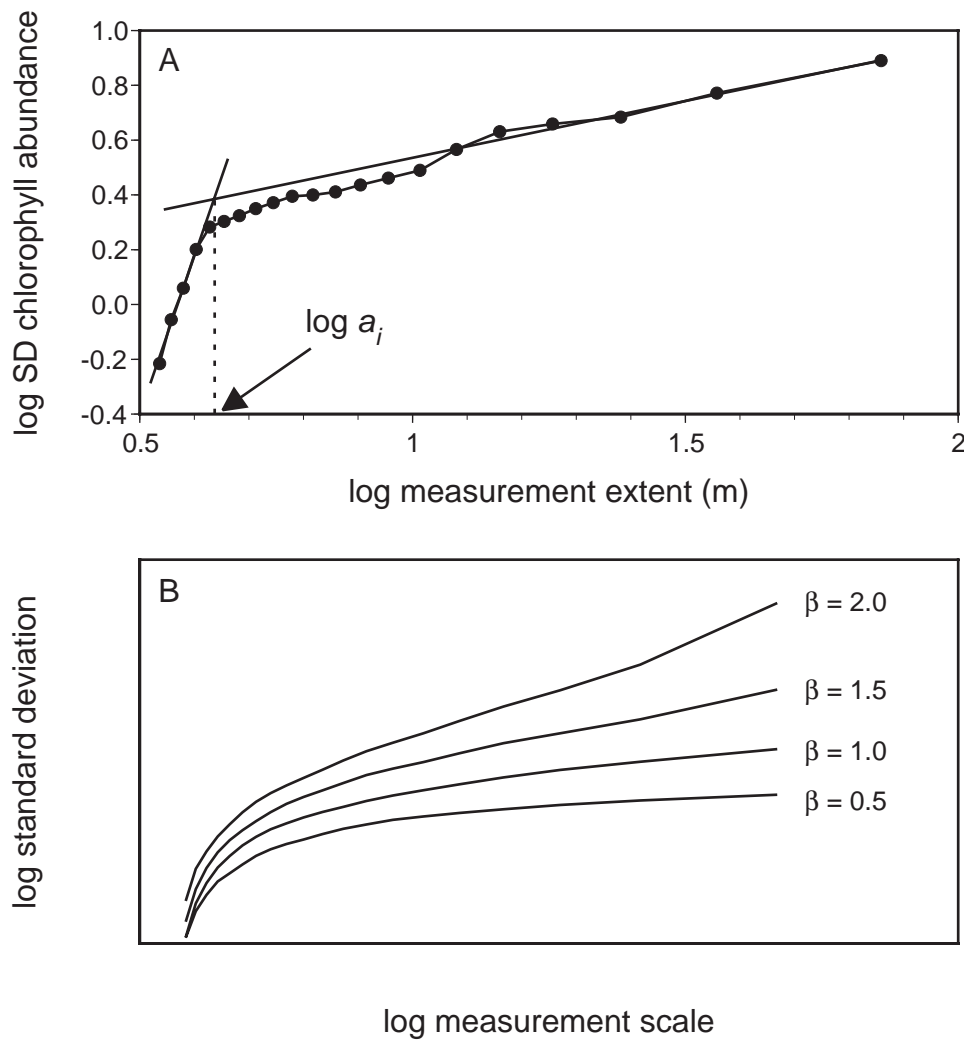 log SD chlorophyll abundance
A
1.0
0.8
0.6
0.4
0.2
0.0
-0.2
-0.4
log a_i
0.5
1
1.5
2
log measurement extent (m)
log standard deviation
B
β = 2.0
β = 1.5
β = 1.0
β = 0.5
log measurement scale